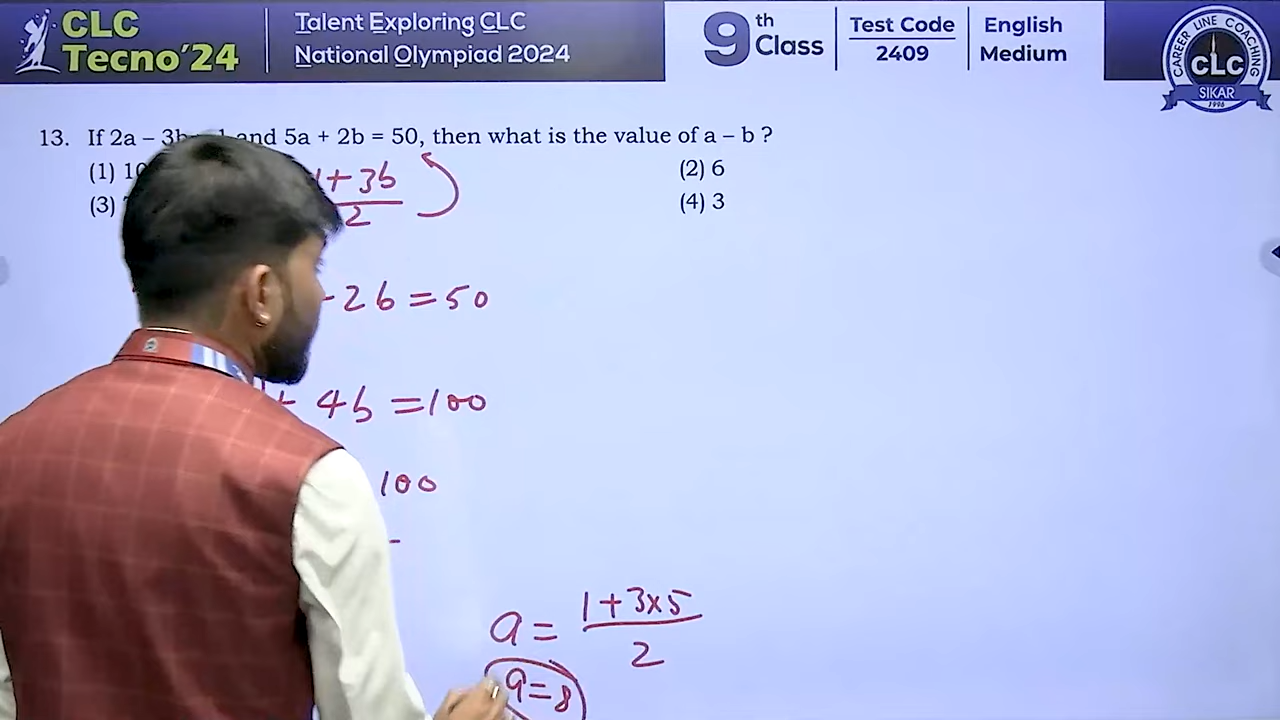 CLC
Tecno'24
Talent Exploring CLC
National Olympiad 2024
9th Class
Test Code
2409
English
Medium
CAREER LINE COACHING
CLC
SIKAR
1996
13. If 2a – 3b and 5a + 2b = 50, then what is the value of a – b ?
(1) 10
(2) 6
(3)
(4) 3
+ 3b
2
2b = 50
+ 4b = 100
100
a = 1 + 3x5
2
a = 8